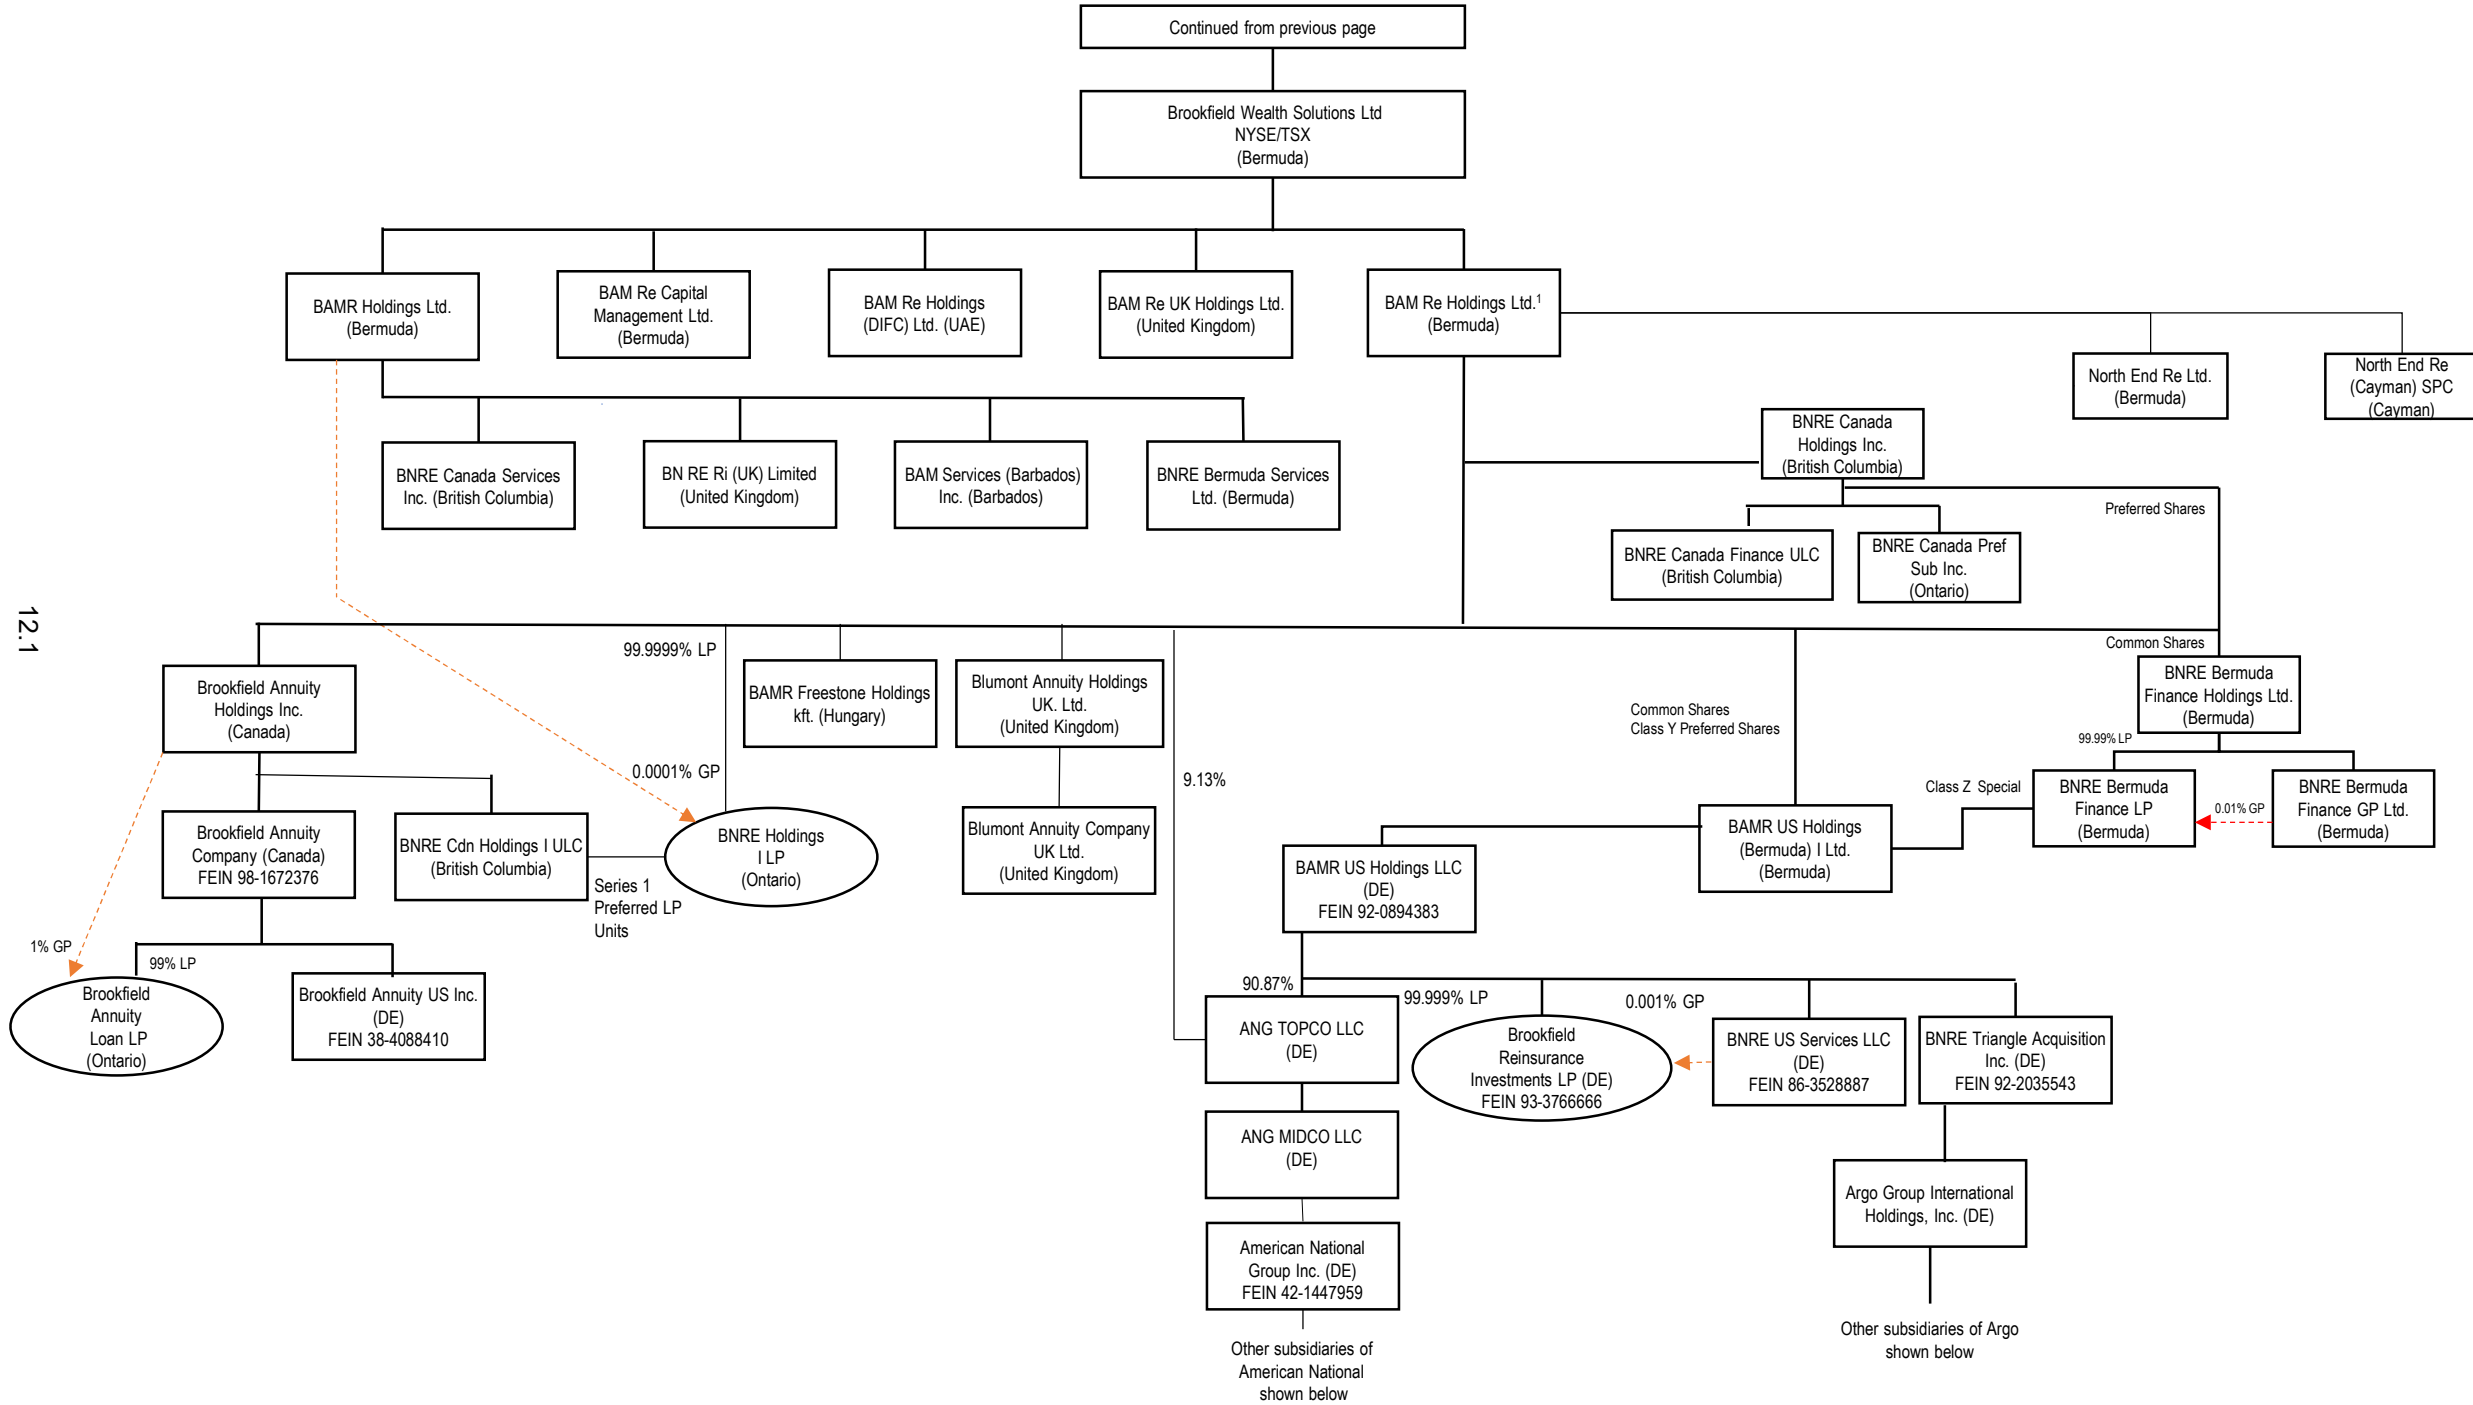 Continued from previous page
Brookfield Wealth Solutions Ltd
NYSE/TSX
(Bermuda)
BAMR Holdings Ltd.
(Bermuda)
BAM Re Capital
Management Ltd.
(Bermuda)
BAM Re Holdings
(DIFC) Ltd. (UAE)
BAM Re UK Holdings Ltd.
(United Kingdom)
BAM Re Holdings Ltd.¹
(Bermuda)
North End Re Ltd.
(Bermuda)
North End Re
(Cayman) SPC
(Cayman)
BNRE Canada
Holdings Inc.
(British Columbia)
BNRE Canada Services
Inc. (British Columbia)
BN RE Ri (UK) Limited
(United Kingdom)
BAM Services (Barbados)
Inc. (Barbados)
BNRE Bermuda Services
Ltd. (Bermuda)
Preferred Shares
BNRE Canada Finance ULC
(British Columbia)
BNRE Canada Pref
Sub Inc.
(Ontario)
12.1
99.9999% LP
Common Shares
Brookfield Annuity
Holdings Inc.
(Canada)
BAMR Freestone Holdings
kft. (Hungary)
Blumont Annuity Holdings
UK. Ltd.
(United Kingdom)
Common Shares
Class Y Preferred Shares
BNRE Bermuda
Finance Holdings Ltd.
(Bermuda)
99.99% LP
0.0001% GP
9.13%
Class Z Special
BNRE Bermuda
Finance LP
(Bermuda)
0.01% GP
BNRE Bermuda
Finance GP Ltd.
(Bermuda)
Brookfield Annuity
Company (Canada)
FEIN 98-1672376
BNRE Cdn Holdings I ULC
(British Columbia)
Series 1
Preferred LP
Units
BNRE Holdings
I LP
(Ontario)
Blumont Annuity Company
UK Ltd.
(United Kingdom)
BAMR US Holdings LLC
(DE)
FEIN 92-0894383
BAMR US Holdings
(Bermuda) I Ltd.
(Bermuda)
1% GP
99% LP
Brookfield
Annuity
Loan LP
(Ontario)
Brookfield Annuity US Inc.
(DE)
FEIN 38-4088410
90.87%
99.999% LP
0.001% GP
ANG TOPCO LLC
(DE)
Brookfield
Reinsurance
Investments LP (DE)
FEIN 93-3766666
BNRE US Services LLC
(DE)
FEIN 86-3528887
BNRE Triangle Acquisition
Inc. (DE)
FEIN 92-2035543
ANG MIDCO LLC
(DE)
Argo Group International
Holdings, Inc. (DE)
American National
Group Inc. (DE)
FEIN 42-1447959
Other subsidiaries of Argo
shown below
Other subsidiaries of
American National
shown below